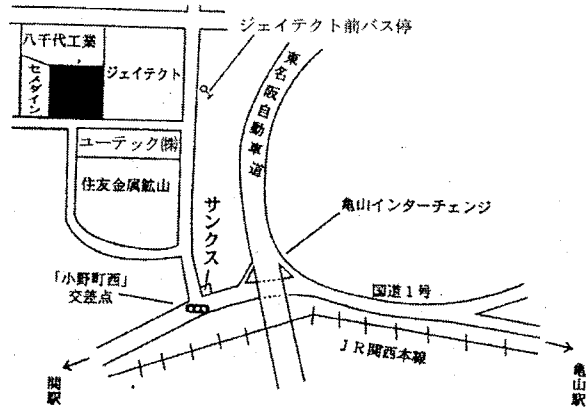 八千代工業
セメダイン
ジェイテクト
ジェイテクト前バス停
東名阪自動車道
ユーテック㈱
住友金属鉱山
サンクス
亀山インターチェンジ
「小野町西」
交差点
国道1号
JR関西本線
関駅
亀山駅